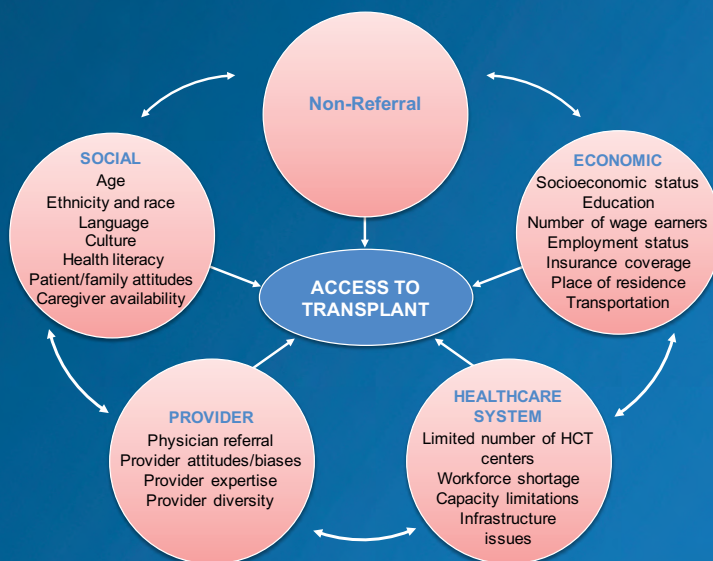 Non-Referral
SOCIAL
Age
Ethnicity and race
Language
Culture
Health literacy
Patient/family attitudes
Caregiver availability
ECONOMIC
Socioeconomic status
Education
Number of wage earners
Employment status
Insurance coverage
Place of residence
Transportation
ACCESS TO
TRANSPLANT
PROVIDER
Physician referral
Provider attitudes/biases
Provider expertise
Provider diversity
HEALTHCARE
SYSTEM
Limited number of HCT
centers
Workforce shortage
Capacity limitations
Infrastructure
issues